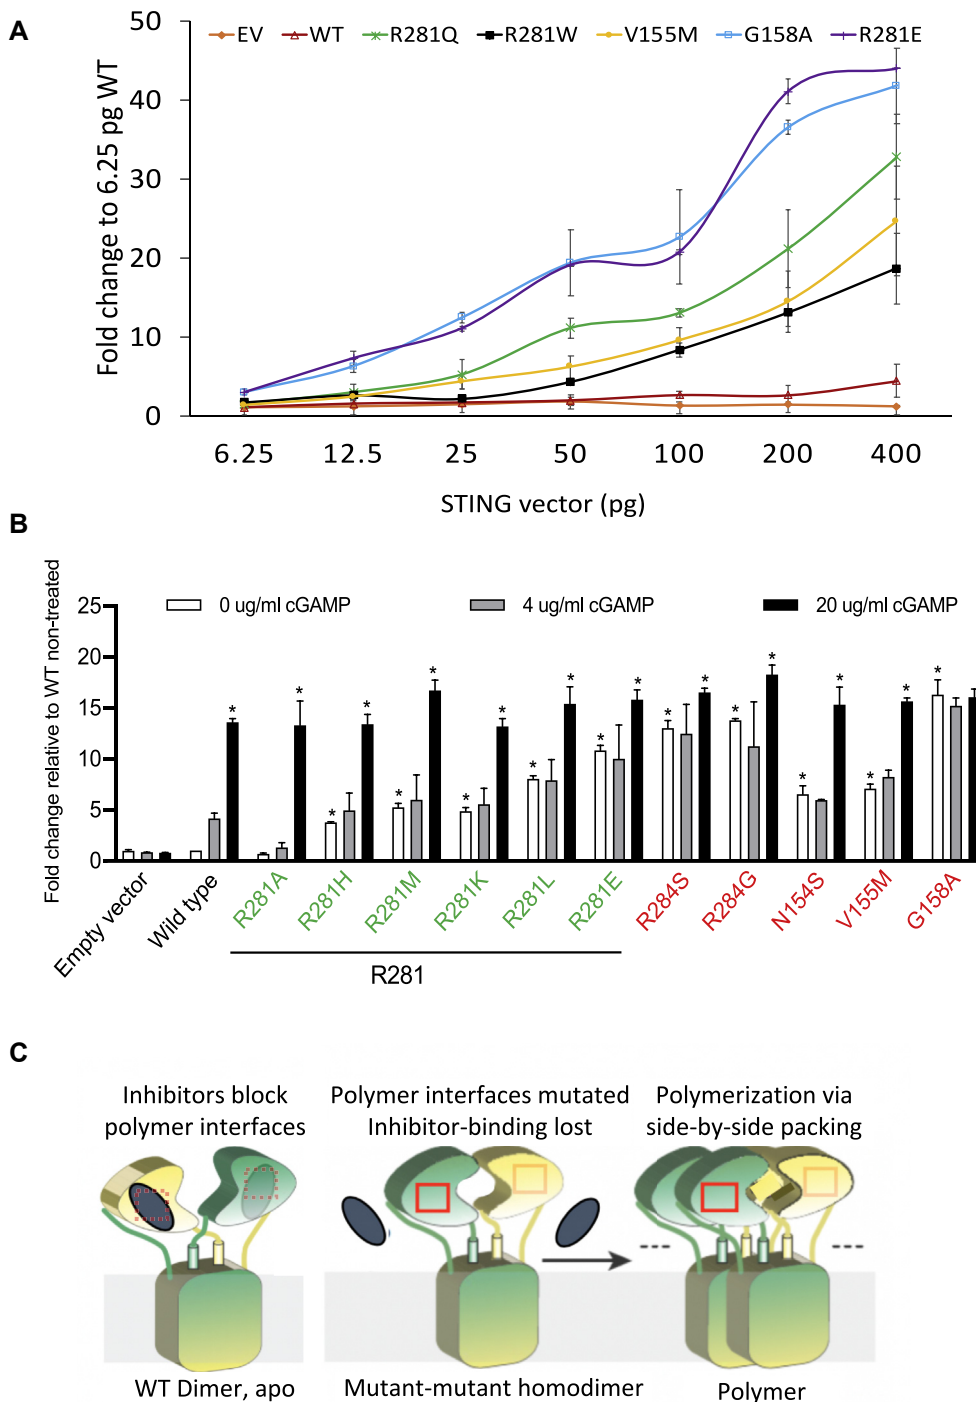 A
EV WT R281Q R281W V155M G158A R281E
Fold change to 6.25 pg WT
50
40
30
20
10
0
6.25 12.5 25 50 100 200 400
STING vector (pg)
B
Fold change relative to WT non-treated
0 ug/ml cGAMP 4 ug/ml cGAMP 20 ug/ml cGAMP
25
20
15
10
5
0
* * * * * * * * * * * * * * * * * * * *
Empty vector Wild type R281A R281H R281M R281K R281L R281E R284S R284G N154S V155M G158A
R281
C
Inhibitors block
polymer interfaces
Polymer interfaces mutated
Inhibitor-binding lost
Polymerization via
side-by-side packing
WT Dimer, apo
Mutant-mutant homodimer
Polymer